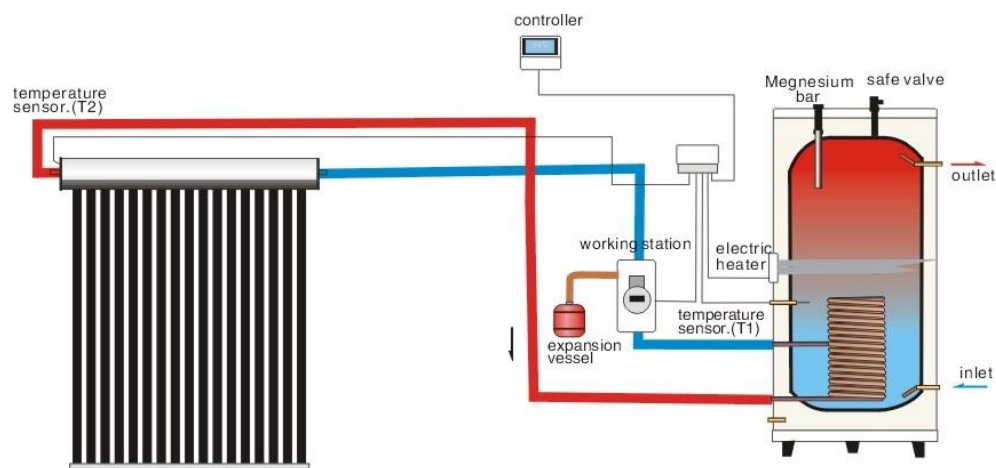 controller
temperature
sensor.(T2)
Megnesium
bar
safe valve
outlet
working station
electric
heater
temperature
sensor.(T1)
expansion
vessel
inlet